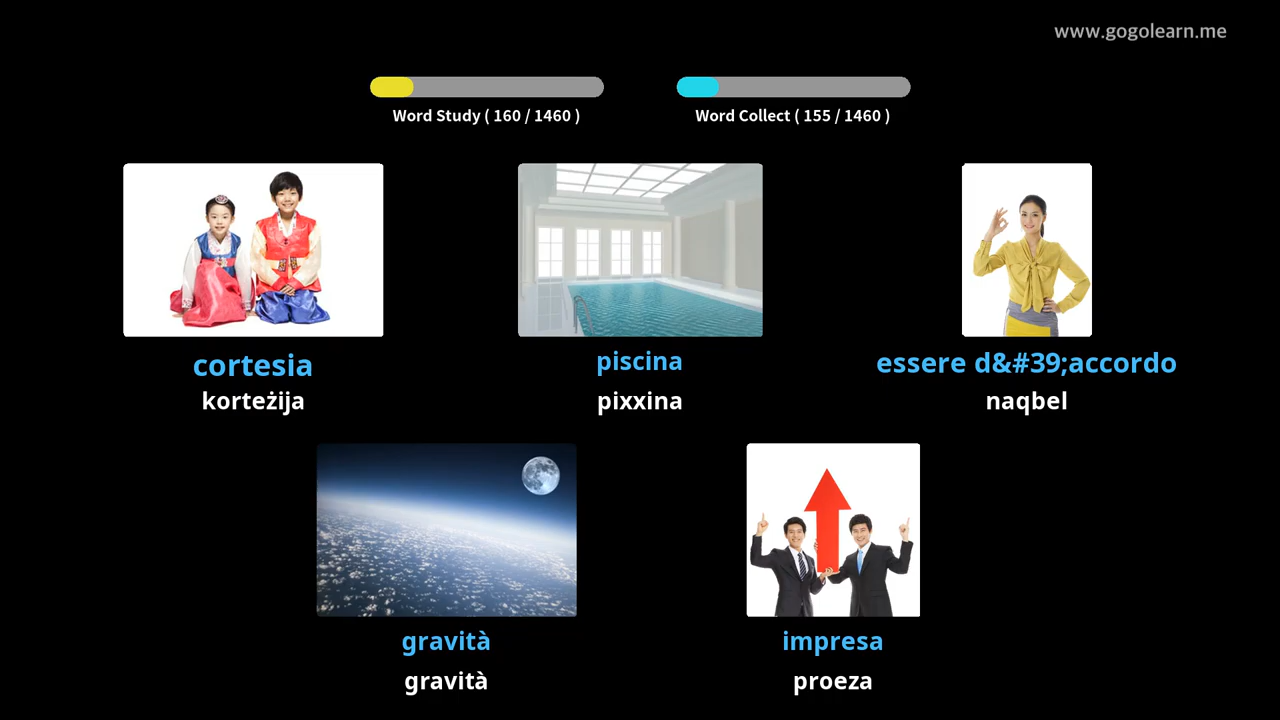 www.gogolearn.me
Word Study ( 160 / 1460 )
Word Collect ( 155 / 1460 )
cortesia
korteżija
piscina
pixxina
essere d&#39;accordo
naqbel
gravità
gravità
impresa
proeza